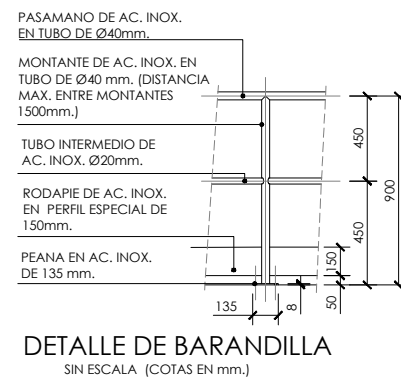 PASAMANO DE AC. INOX.
EN TUBO DE Ø40mm.
MONTANTE DE AC. INOX. EN
TUBO DE Ø40 mm. (DISTANCIA
MAX. ENTRE MONTANTES
1500mm.)
TUBO INTERMEDIO DE
AC. INOX. Ø20mm.
RODAPIE DE AC. INOX.
EN PERFIL ESPECIAL DE
150mm.
PEANA EN AC. INOX.
DE 135 mm.
450
900
450
150
50
135
8
DETALLE DE BARANDILLA
SIN ESCALA (COTAS EN mm.)